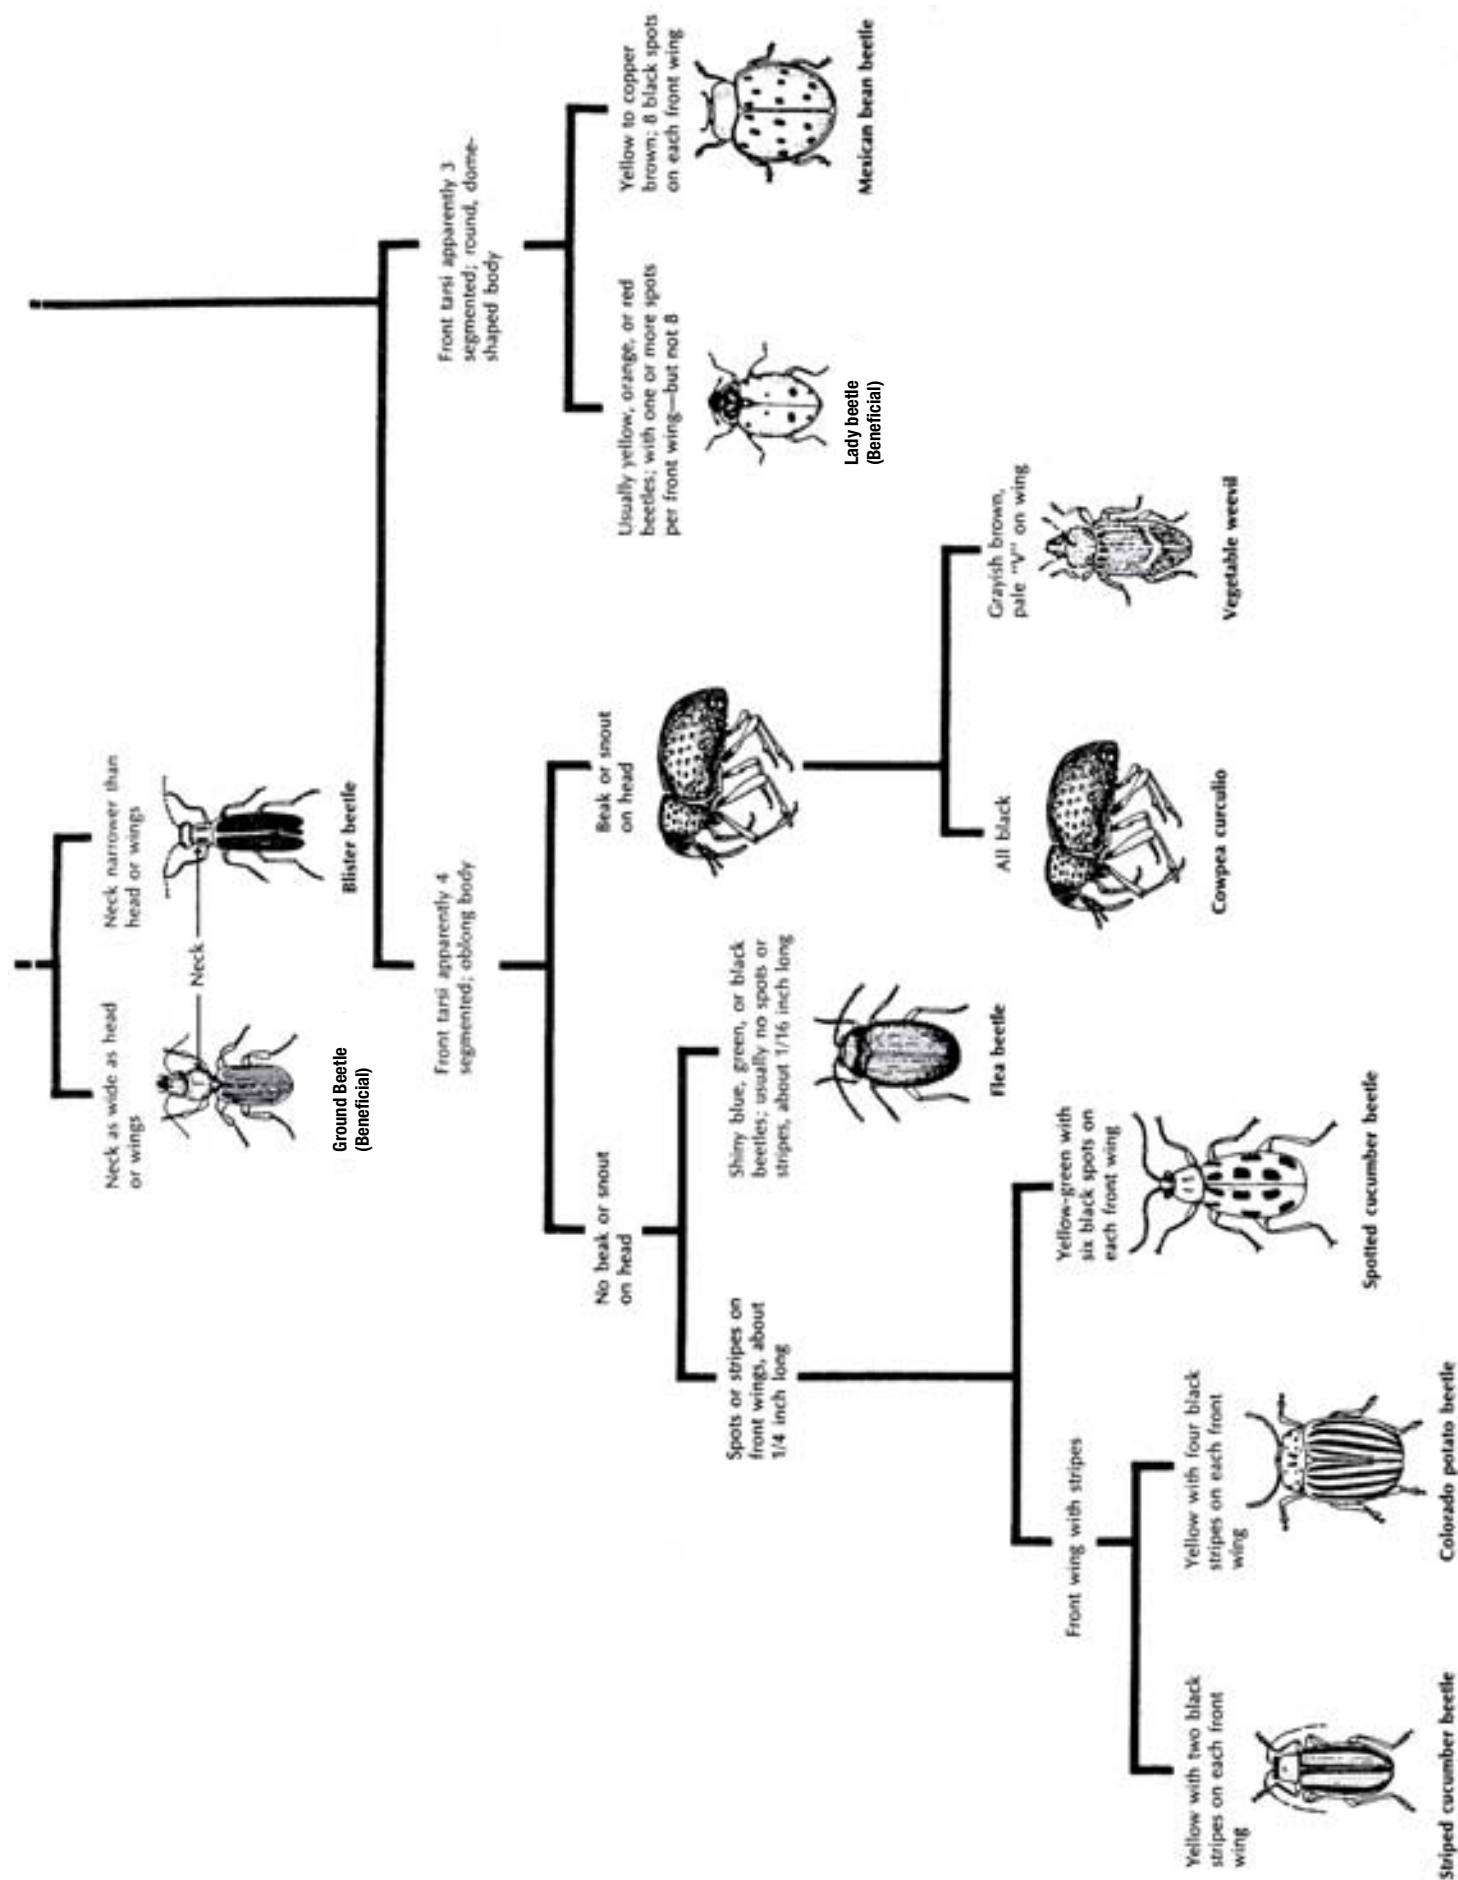 Neck as wide as head
or wings
Neck
Ground Beetle
(Beneficial)
Neck narrower than
head or wings
Blister beetle
Front tarsi apparently 4
segmented; oblong body
Front tarsi apparently 3
segmented; round, dome-
shaped body
No beak or snout
on head
Beak or snout
on head
Usually yellow, orange, or red
beetles; with one or more spots
per front wing—but not 8
Lady beetle
(Beneficial)
Yellow to copper
brown; 8 black spots
on each front wing
Mexican bean beetle
Spots or stripes on
front wings, about
1/4 inch long
Shiny blue, green, or black
beetles; usually no spots or
stripes, about 1/16 inch long
Flea beetle
All black
Cowpea curculio
Grayish brown,
pale "V" on wing
Vegetable weevil
Front wing with stripes
Yellow-green with
six black spots on
each front wing
Spotted cucumber beetle
Yellow with two black
stripes on each front
wing
Striped cucumber beetle
Yellow with four black
stripes on each front
wing
Colorado potato beetle